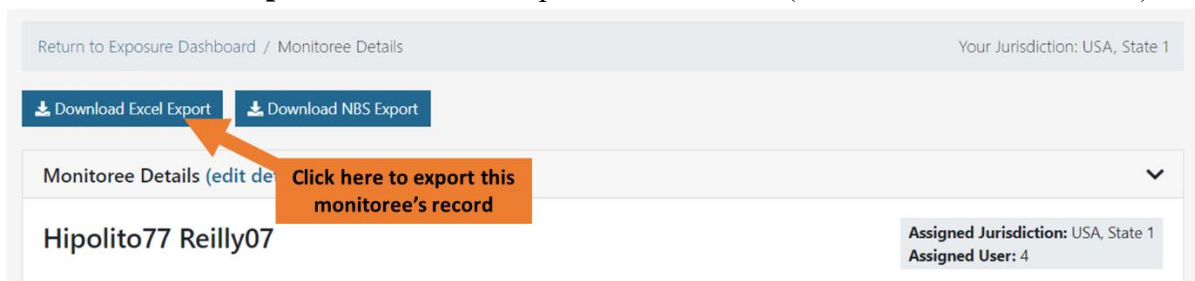 Return to Exposure Dashboard / Monitoree Details
Your Jurisdiction: USA, State 1
Download Excel Export
Download NBS Export
Monitoree Details (edit de
Click here to export this
monitoree's record
Hipolito77 Reilly07
Assigned Jurisdiction: USA, State 1
Assigned User: 4